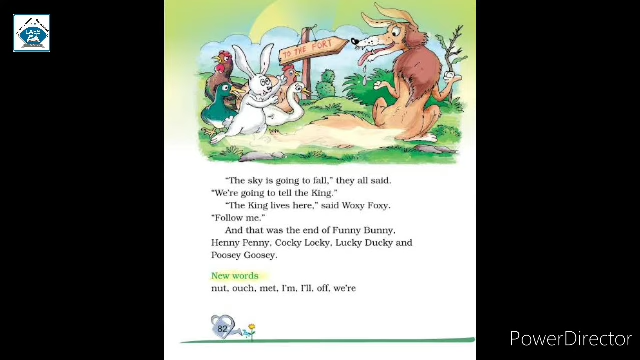 TO THE FORT
"The sky is going to fall," they all said.
"We're going to tell the King."
"The King lives here," said Woxy Foxy.
"Follow me."
And that was the end of Funny Bunny,
Henny Penny, Cocky Locky, Lucky Ducky and
Poosey Goosey.
New words
nut, ouch, met, I'm, I'll, off, we're
82
PowerDirector